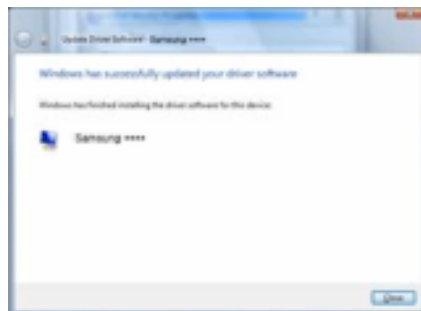 Update Driver Software - Samsung ****
Windows has successfully updated your driver software
Windows has finished installing the driver software for this device:
Samsung ****
Close